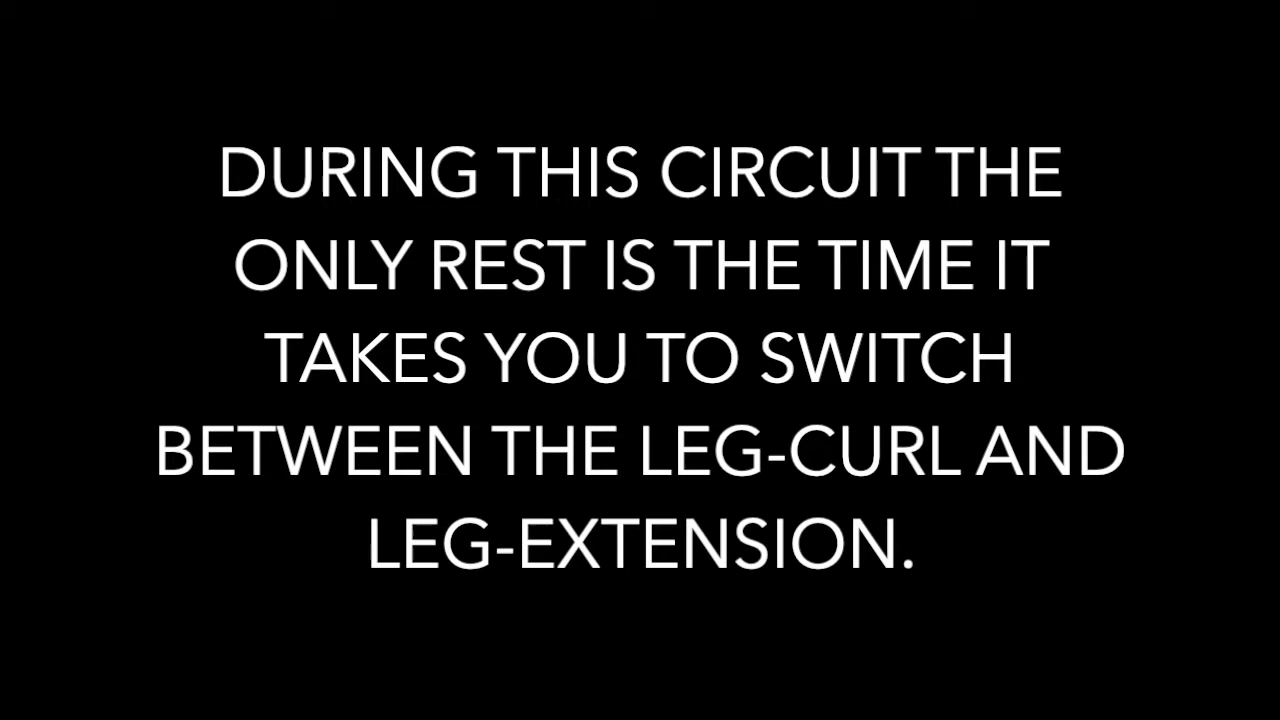 DURING THIS CIRCUIT THE
ONLY REST IS THE TIME IT
TAKES YOU TO SWITCH
BETWEEN THE LEG-CURL AND
LEG-EXTENSION.